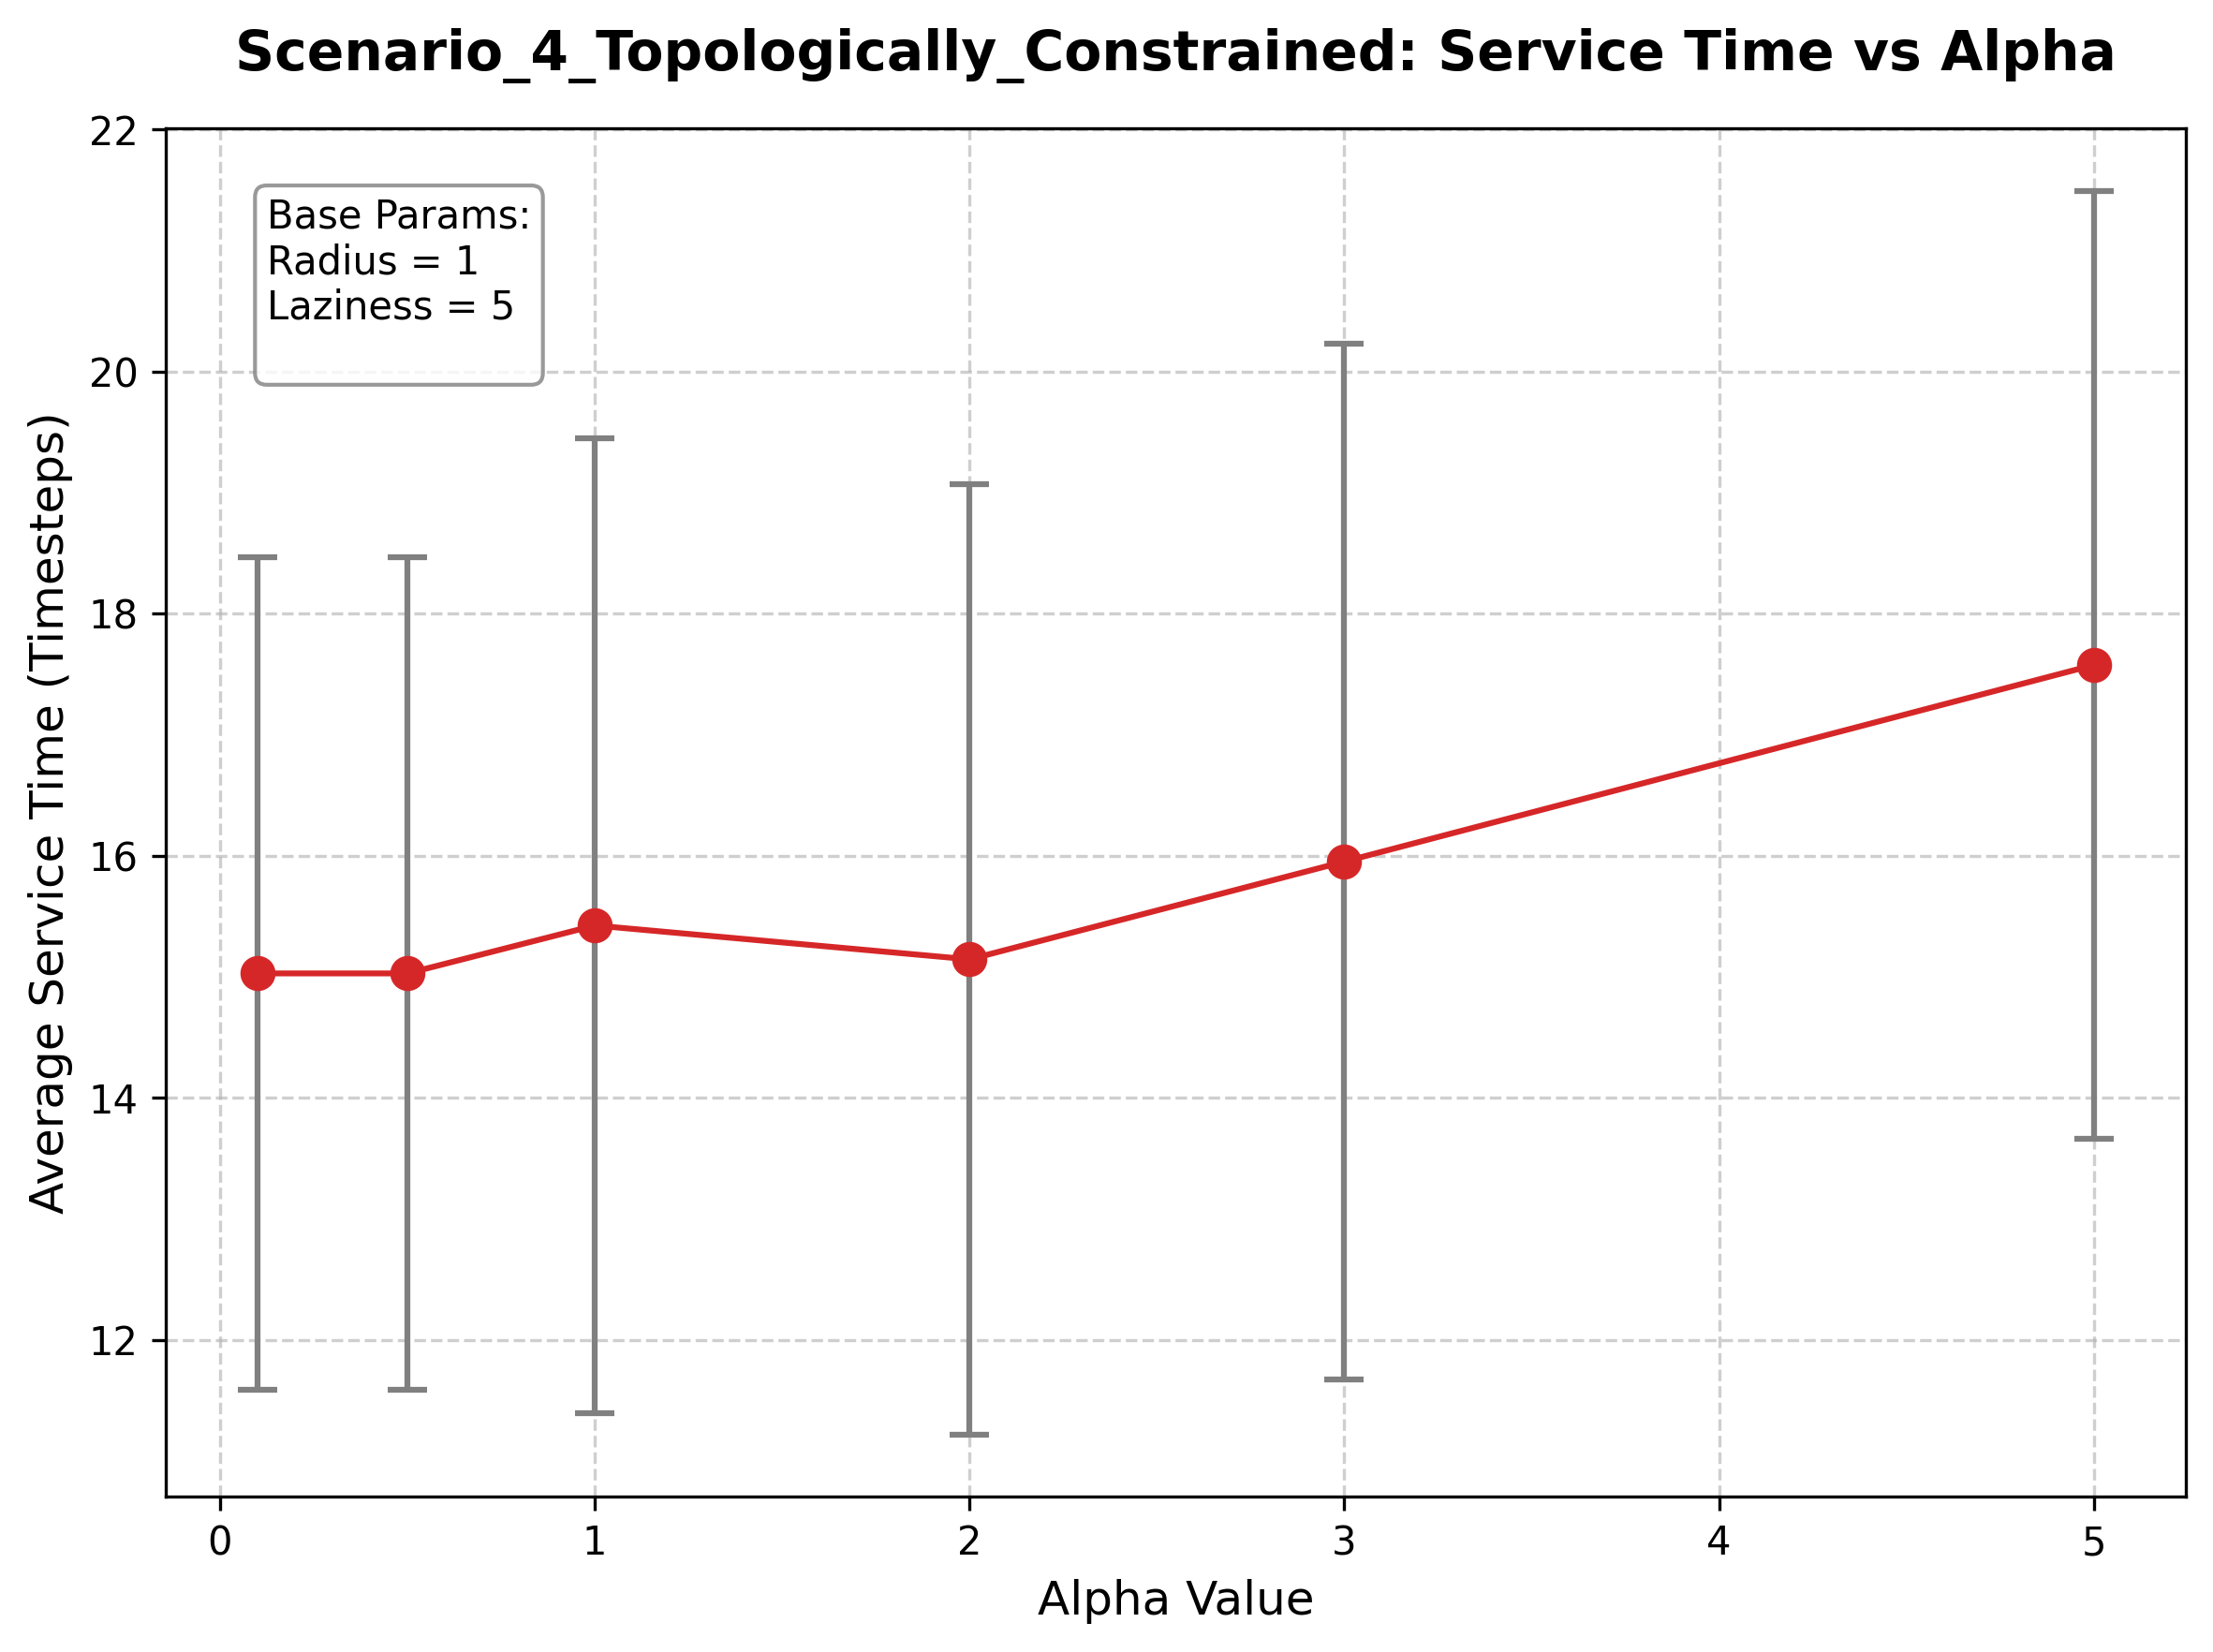 Scenario_4_Topologically_Constrained: Service Time vs Alpha
22
20
18
16
14
12
Average Service Time (Timesteps)
Base Params:
Radius = 1
Laziness = 5
0 1 2 3 4 5
Alpha Value